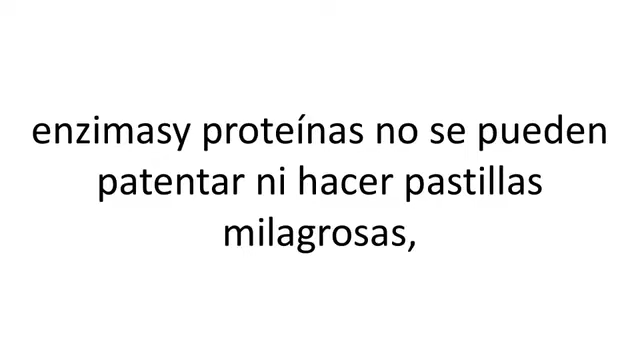 enzimasy proteínas no se pueden
patentar ni hacer pastillas
milagrosas,